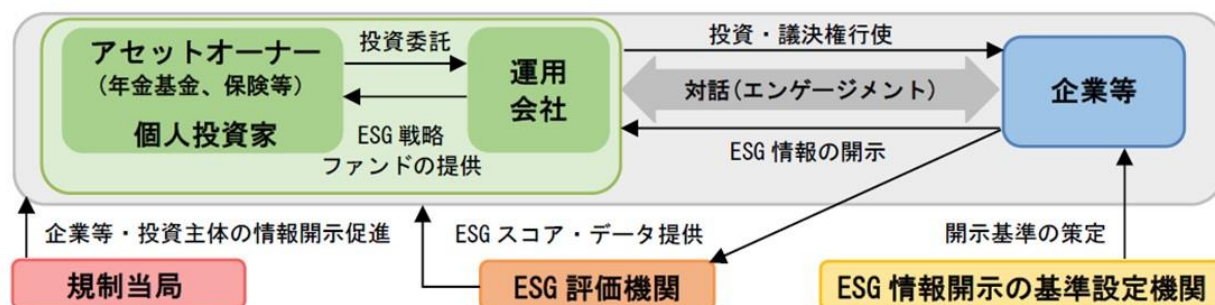 アセットオーナー
(年金基金、保険等)
個人投資家
投資委託
ESG 戦略
ファンドの提供
運用
会社
投資・議決権行使
対話(エンゲージメント)
ESG 情報の開示
企業等
企業等・投資主体の情報開示促進
ESG スコア・データ提供
開示基準の策定
規制当局
ESG 評価機関
ESG 情報開示の基準設定機関